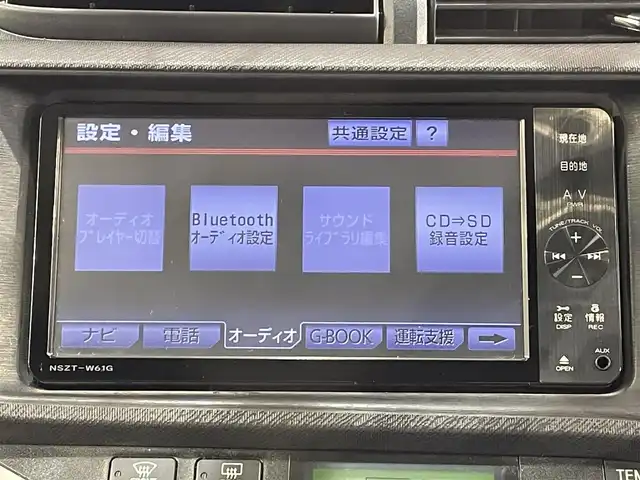 設定・編集
共通設定
?
オーディオ
プレイヤー切替
Bluetooth
オーディオ設定
サウンド
ライブラリ編集
CD⇒SD
録音設定
ナビ
電話
オーディオ
G-BOOK
運転支援
NSZT-W61G
現在地
目的地
AV
PWR
TUNE/TRACK
VOL
+
−
設定
DISP
情報
REC
OPEN
AUX
TEM